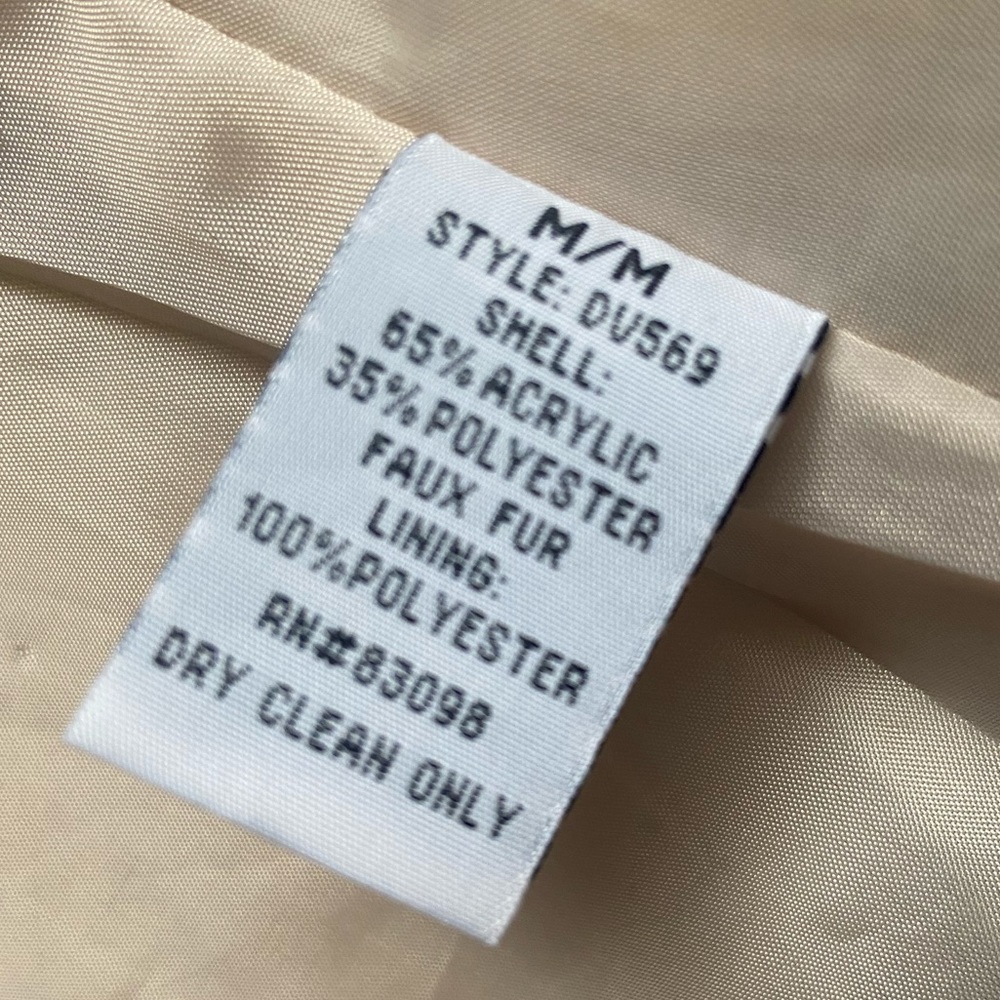 M/M
STYLE: DV569
SHELL:
65% ACRYLIC
35% POLYESTER
FAUX FUR
LINING:
100%POLYESTER
RN#83098
DRY CLEAN ONLY